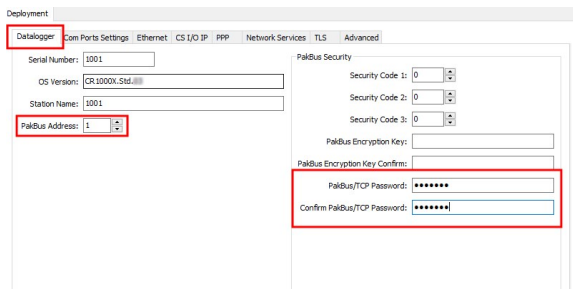 Deployment
Datalogger Com Ports Settings Ethernet CS I/O IP PPP Network Services TLS Advanced
Serial Number: 1001
OS Version: CR1000X.Std.
Station Name: 1001
PakBus Address: 1
PakBus Security
Security Code 1: 0
Security Code 2: 0
Security Code 3: 0
PakBus Encryption Key:
PakBus Encryption Key Confirm:
PakBus/TCP Password: •••••••
Confirm PakBus/TCP Password: •••••••